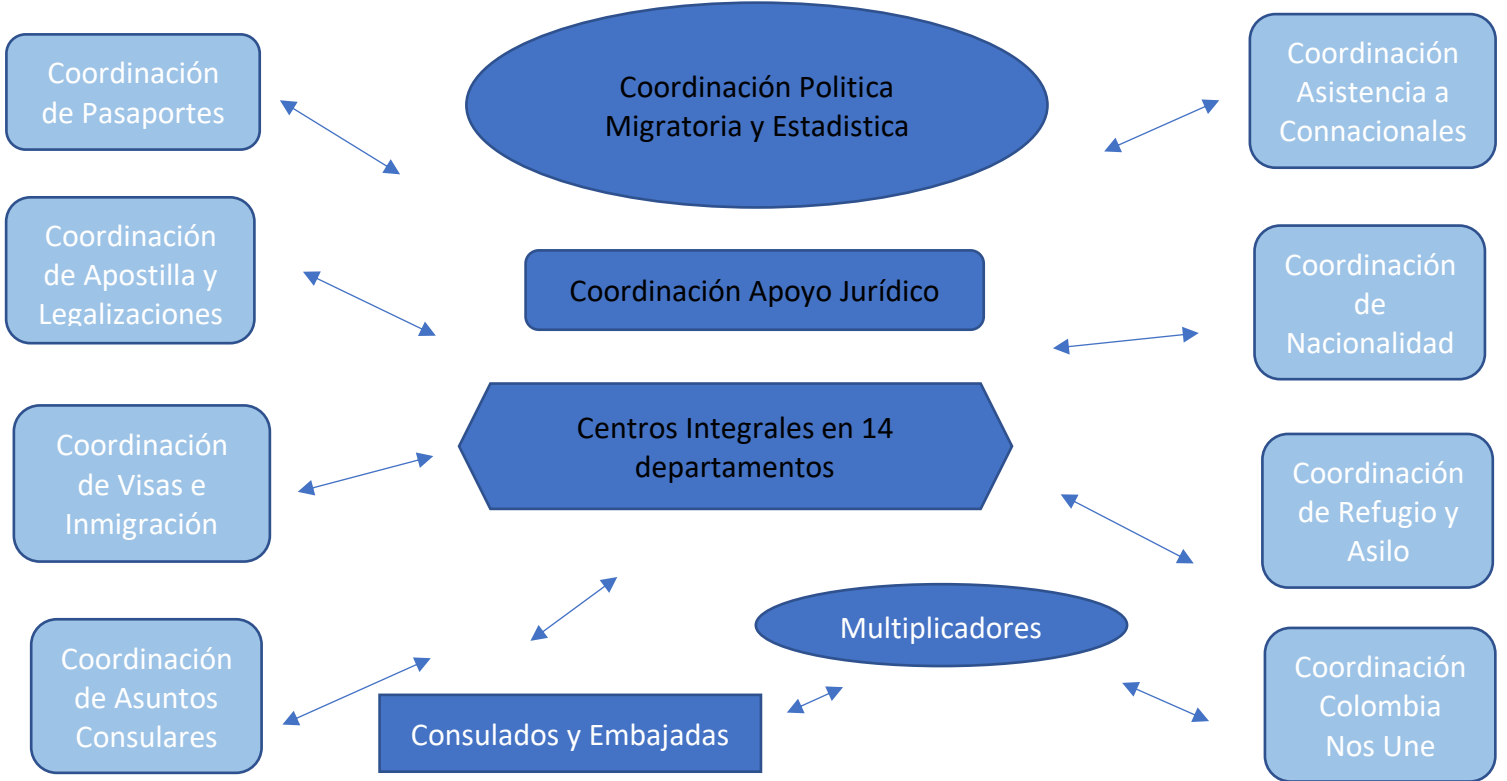 Coordinación
de Pasaportes
Coordinación Politica
Migratoria y Estadistica
Coordinación
Asistencia a
Connacionales
Coordinación
de Apostilla y
Legalizaciones
Coordinación Apoyo Jurídico
Coordinación
de
Nacionalidad
Coordinación
de Visas e
Inmigración
Centros Integrales en 14
departamentos
Coordinación
de Refugio y
Asilo
Coordinación
de Asuntos
Consulares
Consulados y Embajadas
Multiplicadores
Coordinación
Colombia
Nos Une